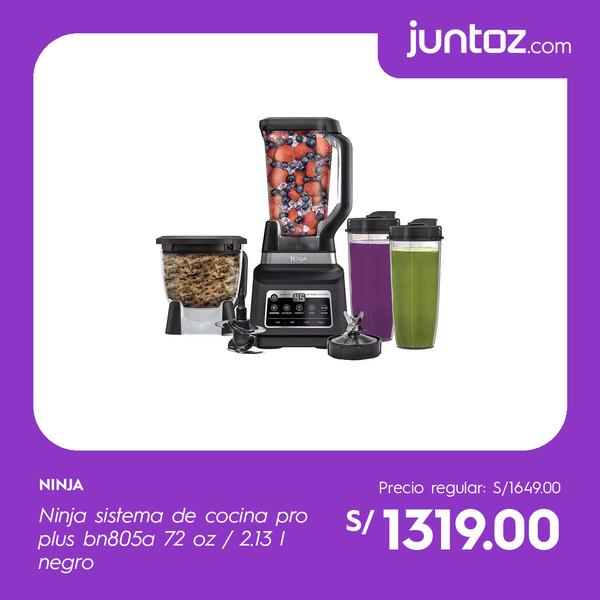 juntoz.com
NINJA
NINJA
Precio regular: S/1649.00
Ninja sistema de cocina pro
plus bn805a 72 oz / 2.13 l
negro
S/ 1319.00